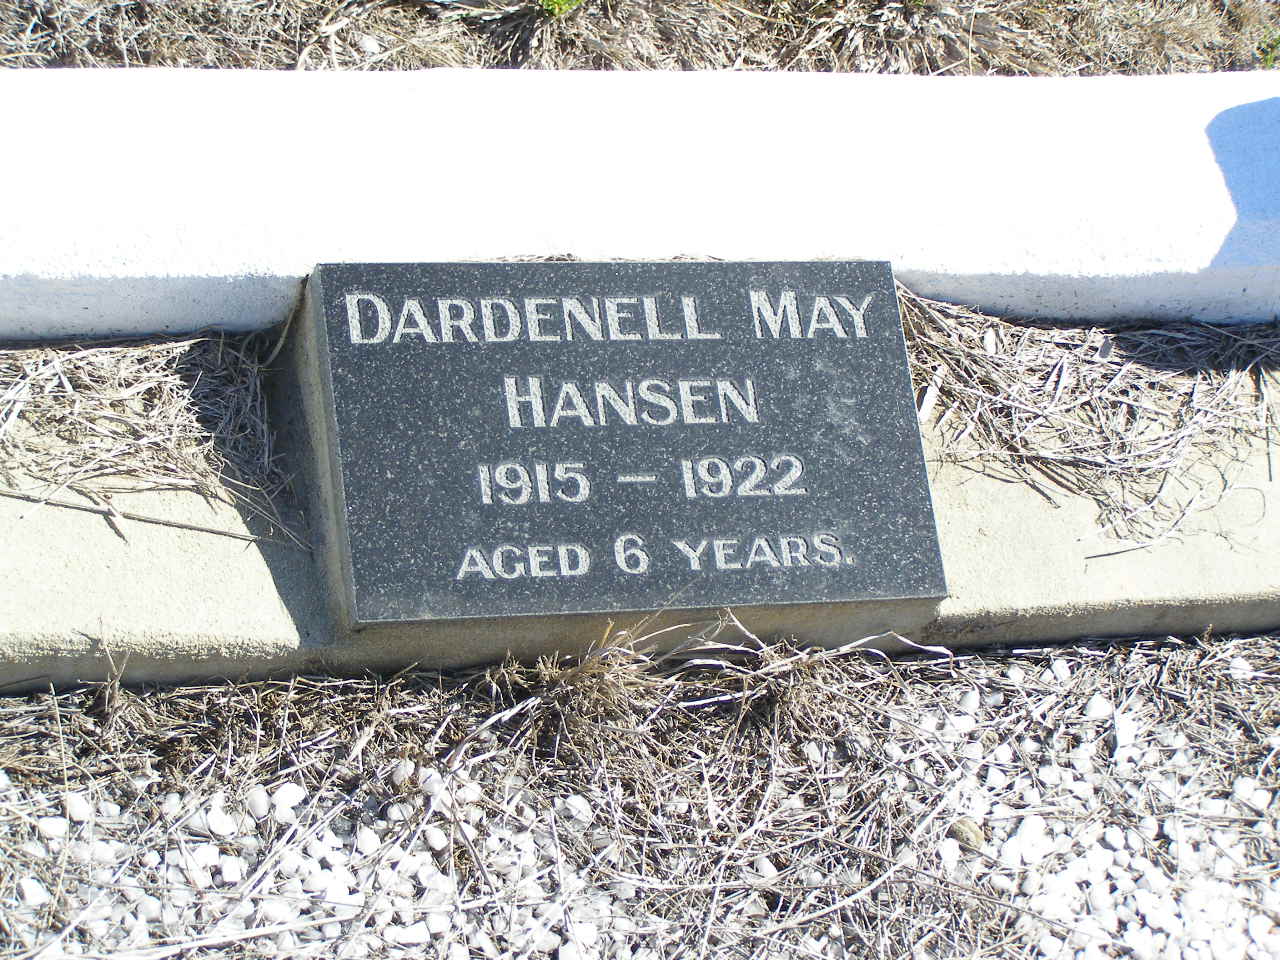 DARDENELL MAY
HANSEN
1915 — 1922
AGED 6 YEARS.